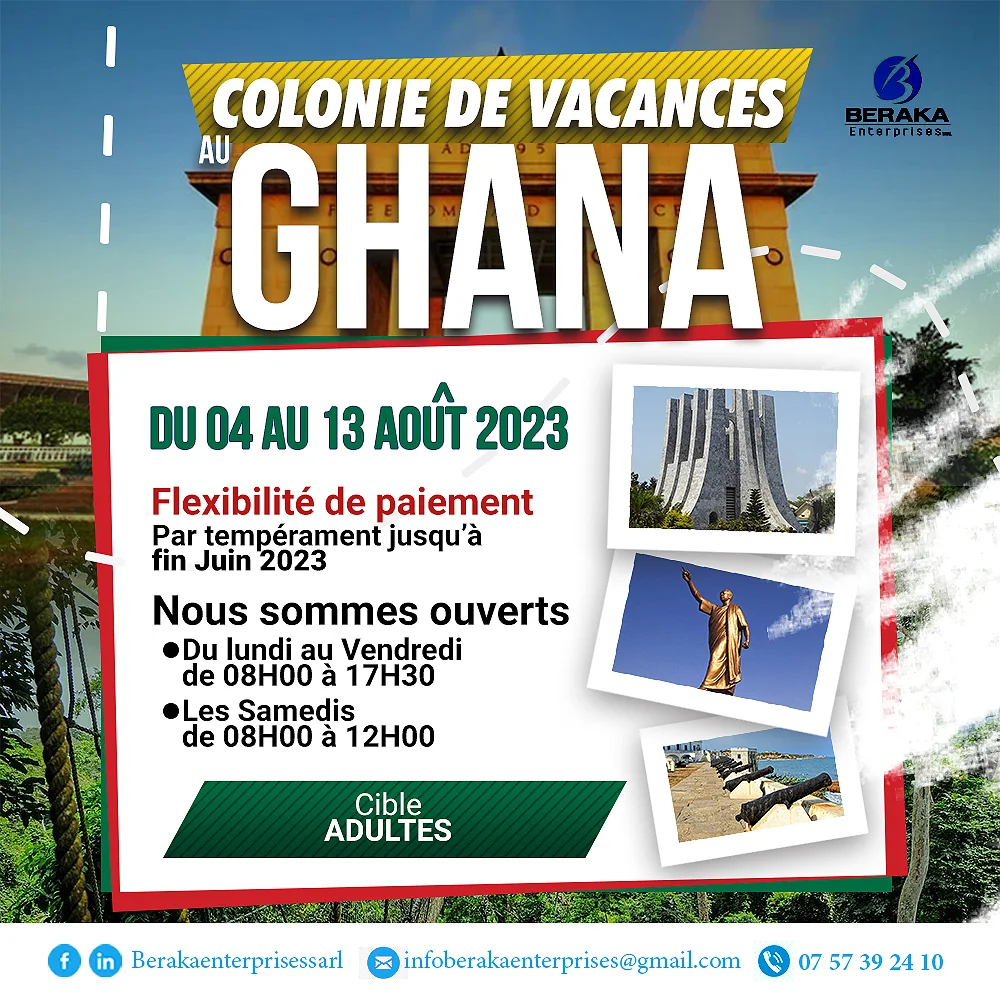 COLONIE DE VACANCES
BERAKA
Enterprises
AU
GHANA
FREEDOM AND
DU 04 AU 13 AOÛT 2023
Flexibilité de paiement
Par tempérament jusqu'à
fin Juin 2023
Nous sommes ouverts
●Du lundi au Vendredi
de 08H00 à 17H30
●Les Samedis
de 08H00 à 12H00
Cible
ADULTES
Berakaenterprisessarl
infoberakaenterprises@gmail.com
07 57 39 24 10